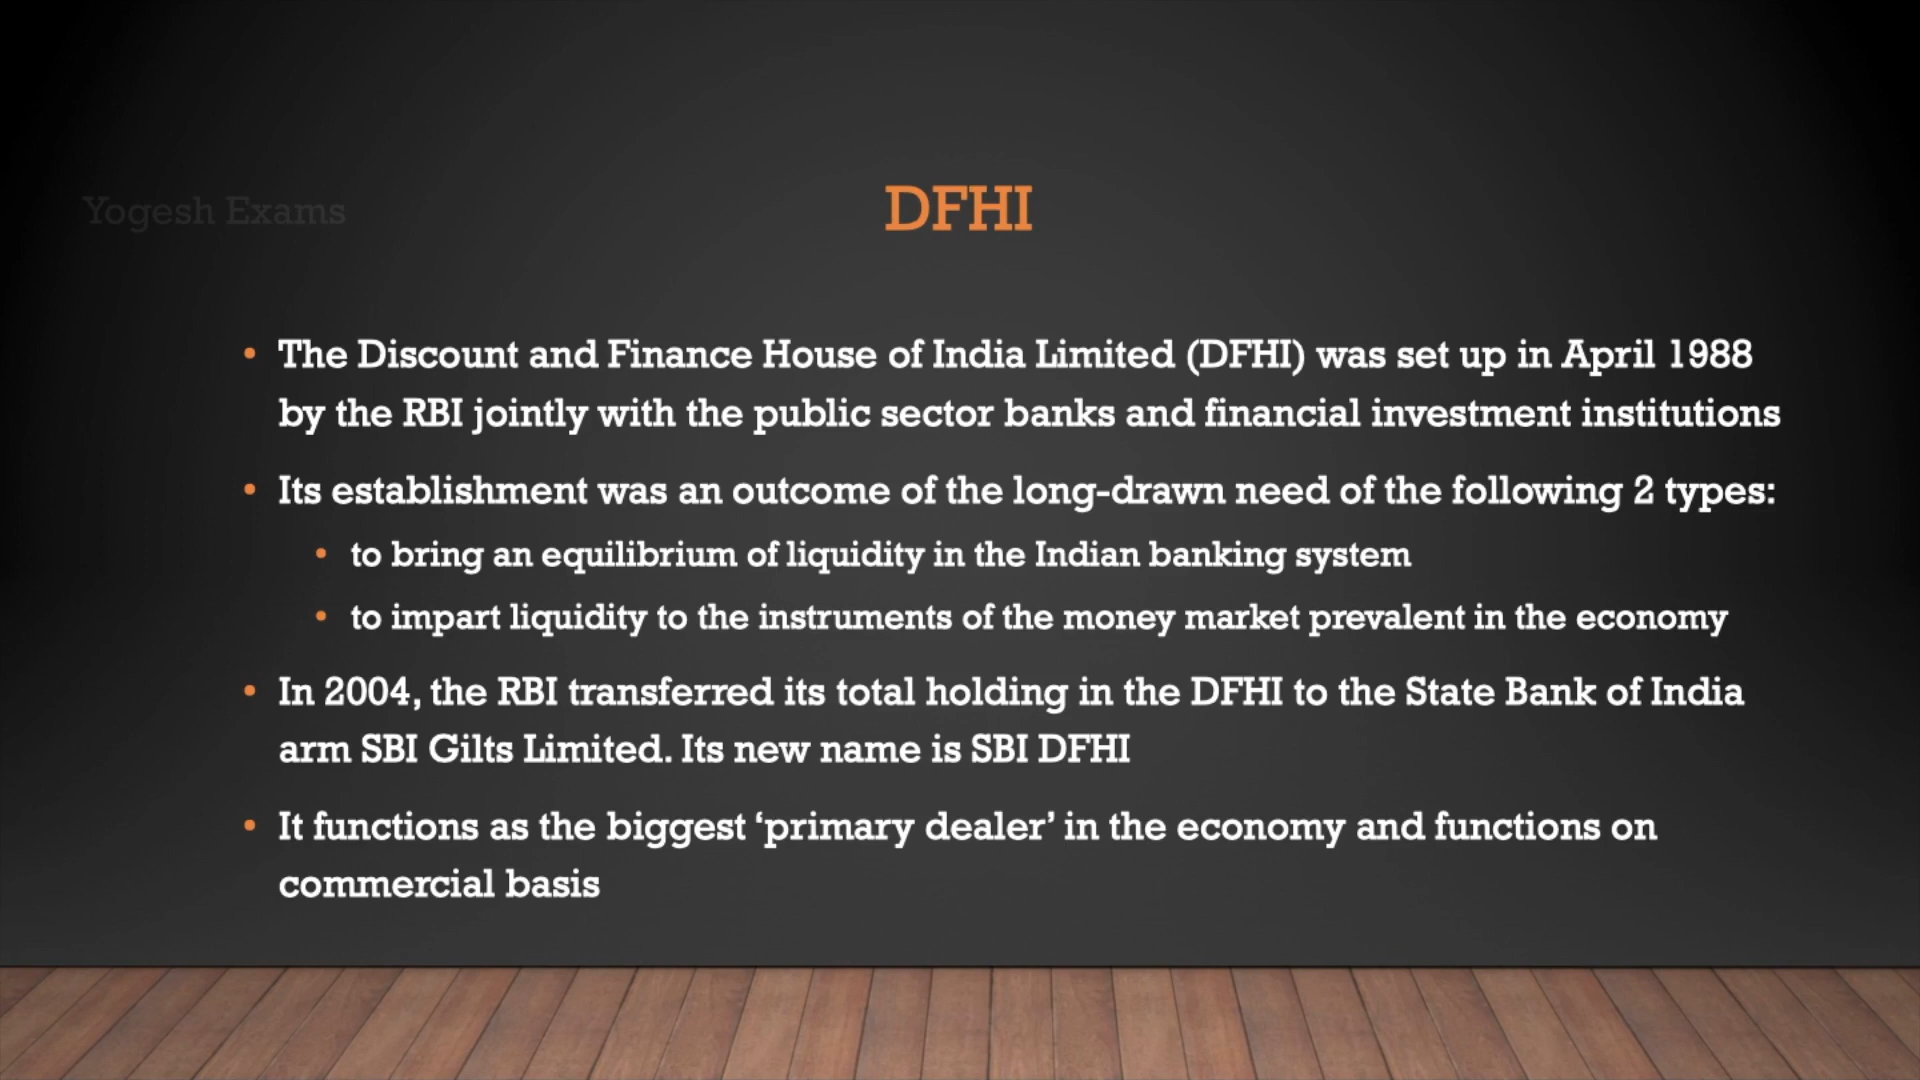 Yogesh Exams
DFHI
• The Discount and Finance House of India Limited (DFHI) was set up in April 1988
by the RBI jointly with the public sector banks and financial investment institutions
• Its establishment was an outcome of the long-drawn need of the following 2 types:
• to bring an equilibrium of liquidity in the Indian banking system
• to impart liquidity to the instruments of the money market prevalent in the economy
• In 2004, the RBI transferred its total holding in the DFHI to the State Bank of India
arm SBI Gilts Limited. Its new name is SBI DFHI
• It functions as the biggest ‘primary dealer’ in the economy and functions on
commercial basis